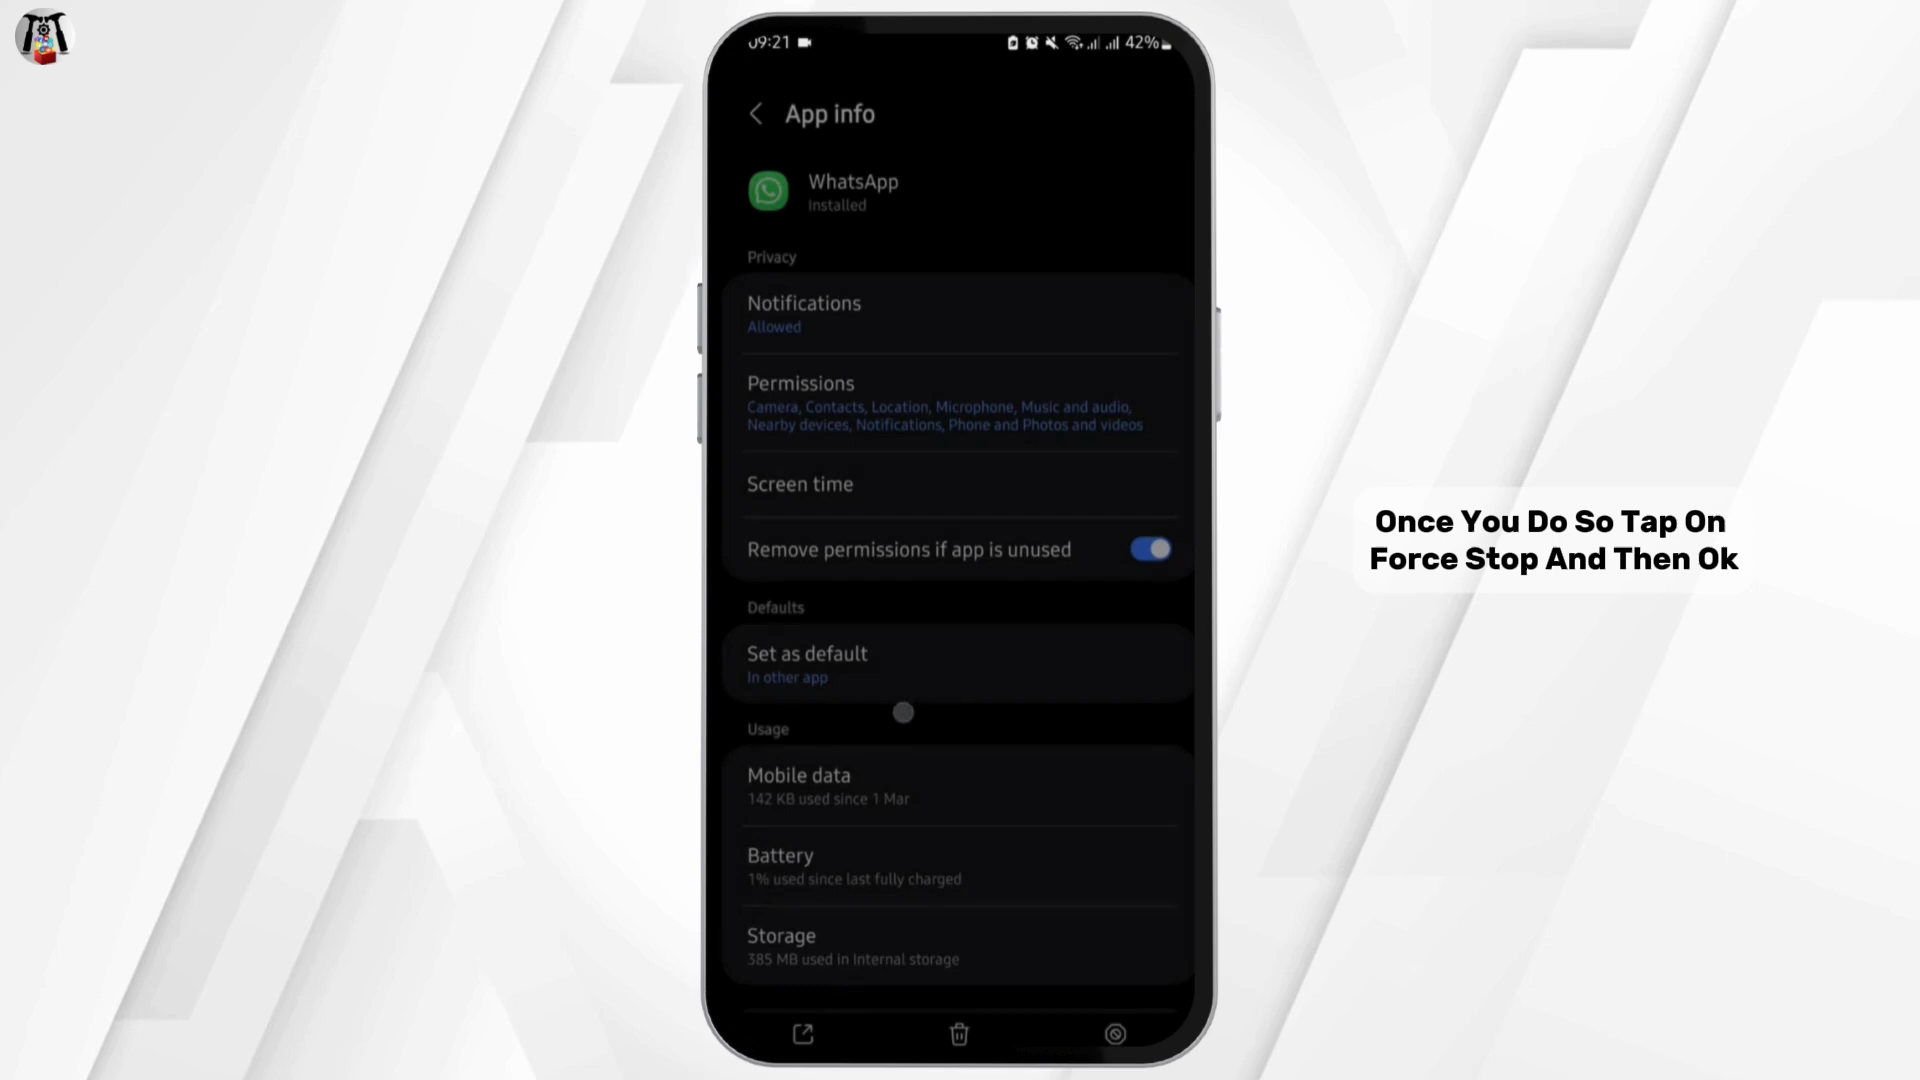 09:21
42%
App info
WhatsApp
Installed
Privacy
Notifications
Allowed
Permissions
Camera, Contacts, Location, Microphone, Music and audio,
Nearby devices, Notifications, Phone and Photos and videos
Screen time
Remove permissions if app is unused
Defaults
Set as default
In other app
Usage
Mobile data
142 KB used since 1 Mar
Battery
1% used since last fully charged
Storage
385 MB used in Internal storage
Once You Do So Tap On
Force Stop And Then Ok